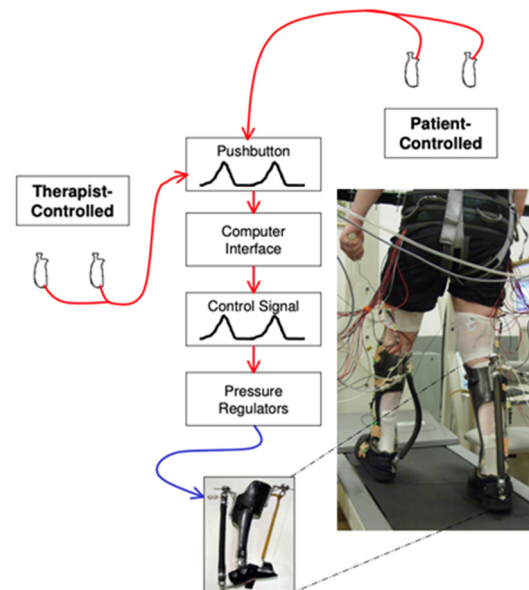 Patient-
Controlled
Pushbutton
Therapist-
Controlled
Computer
Interface
Control Signal
Pressure
Regulators